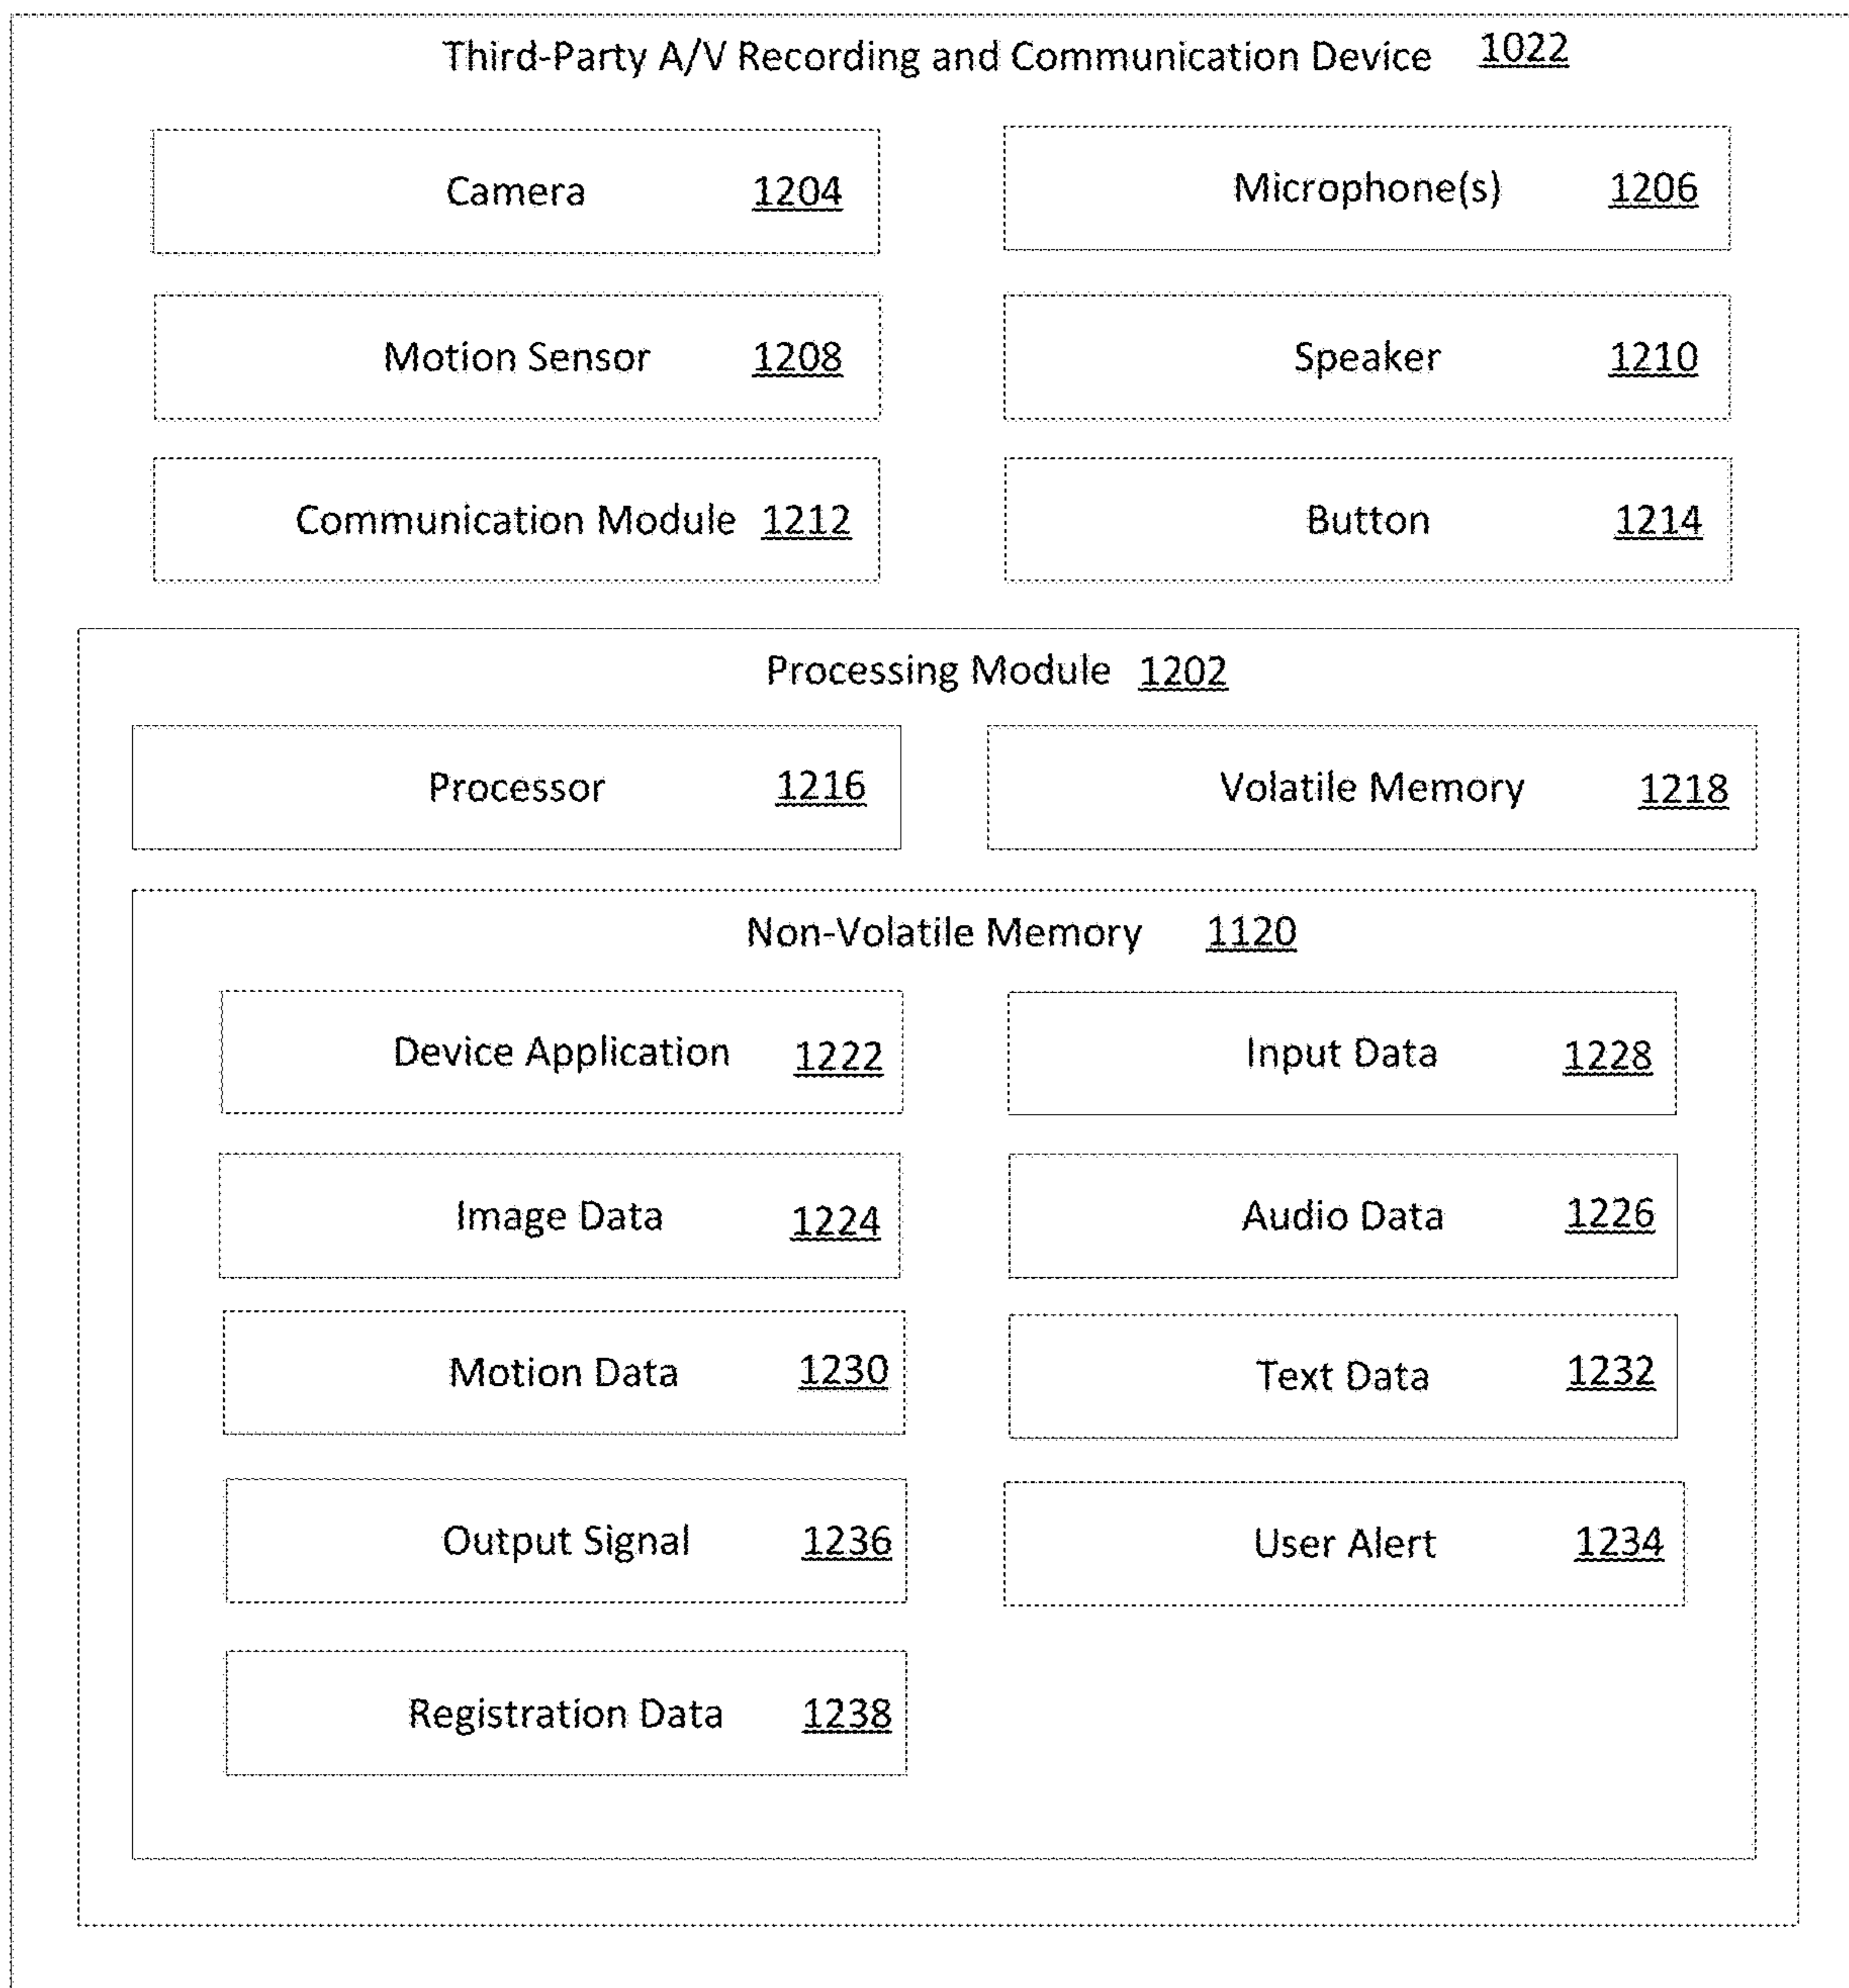 Third-Party A/V Recording and Communication Device 1022
Camera 1204
Microphone(s) 1206
Motion Sensor 1208
Speaker 1210
Communication Module 1212
Button 1214
Processing Module 1202
Processor 1216
Volatile Memory 1218
Non-Volatile Memory 1120
Device Application 1222
Input Data 1228
Image Data 1224
Audio Data 1226
Motion Data 1230
Text Data 1232
Output Signal 1236
User Alert 1234
Registration Data 1238